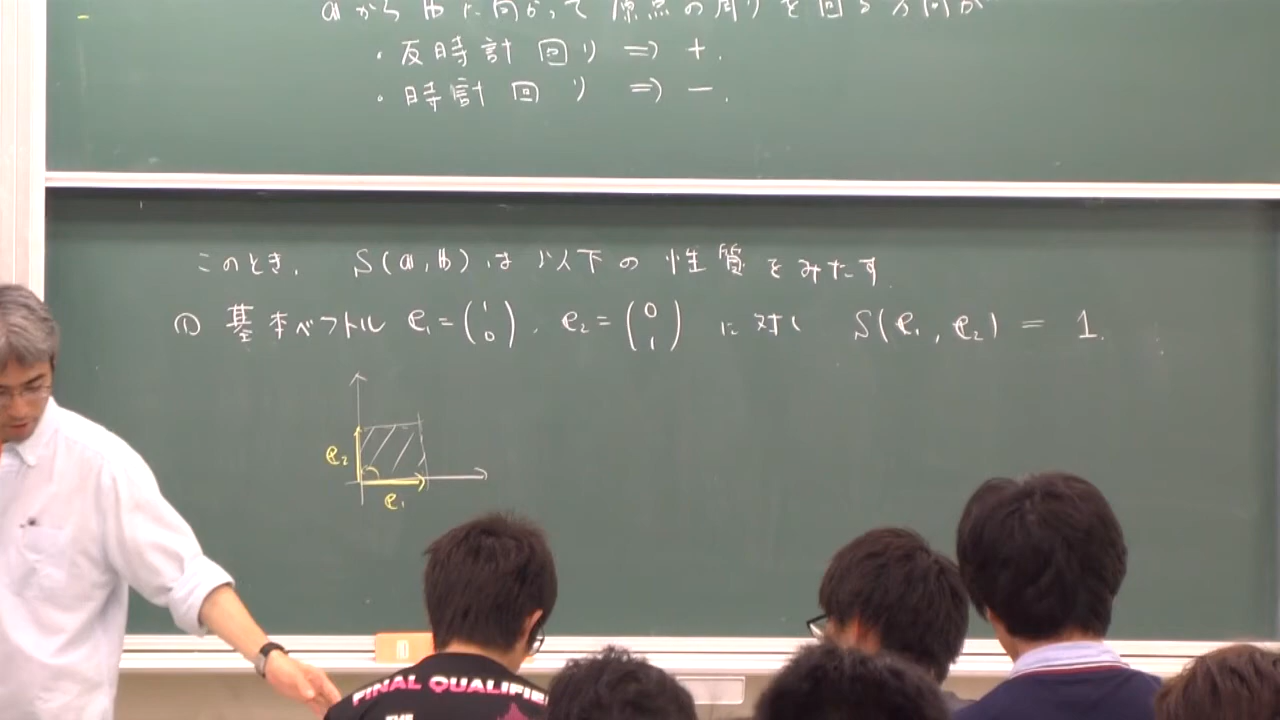 𝕒から𝕓に向かって原点の周りを回る方向が
・反時計回り ⇒ +.
・時計回り ⇒ −.
このとき, S(𝕒,𝕓)は以下の性質をみたす.
① 基本ベクトル 𝕖₁=(1 0), 𝕖₂=(0 1) に対し S(𝕖₁, 𝕖₂) = 1.
𝕖₂
𝕖₁
FINAL QUALIFIE
THE